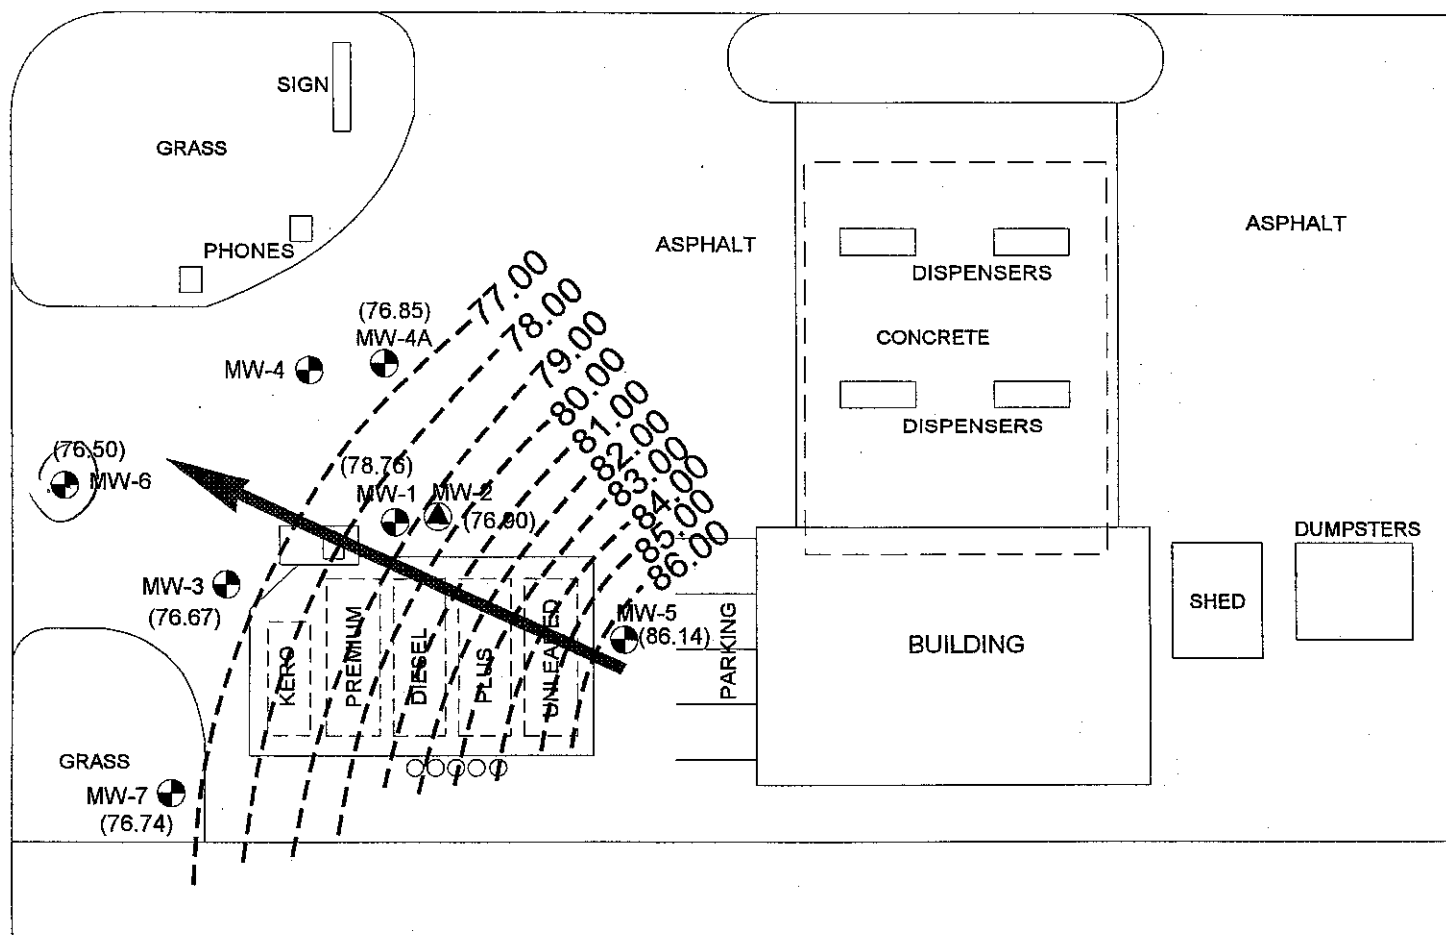 SIGN
GRASS
PHONES
ASPHALT
ASPHALT
DISPENSERS
CONCRETE
DISPENSERS
77.00
78.00
79.00
80.00
81.00
82.00
83.00
84.00
85.00
86.00
(76.85)
MW-4A
MW-4
(76.50)
MW-6
(78.76)
MW-1
MW-2
(76.90)
MW-3
(76.67)
MW-5
(86.14)
KERO
PREMIUM
DIESEL
PLUS
UNLEADED
PARKING
BUILDING
SHED
DUMPSTERS
GRASS
MW-7
(76.74)